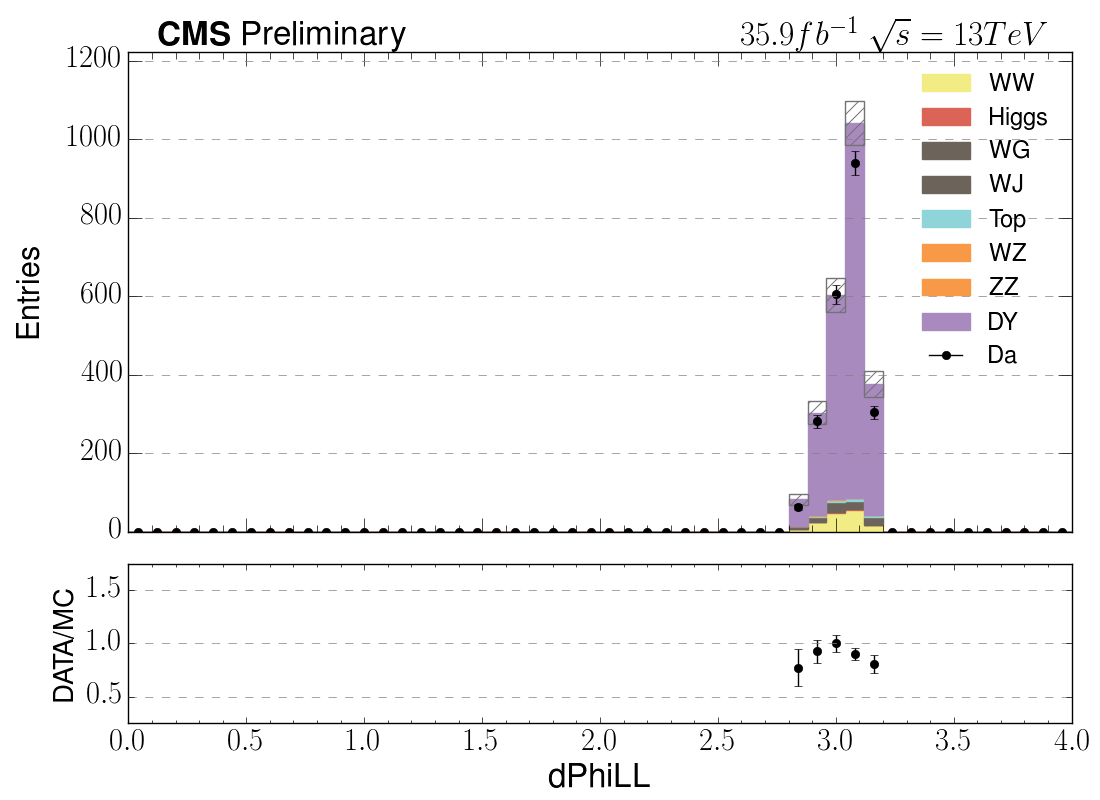 CMS Preliminary 35.9fb⁻¹ √s = 13TeV
1200
1000
800
600
400
200
0
Entries
WW
Higgs
WG
WJ
Top
WZ
ZZ
DY
Da
1.5
1.0
0.5
DATA/MC
0.0 0.5 1.0 1.5 2.0 2.5 3.0 3.5 4.0
dPhiLL